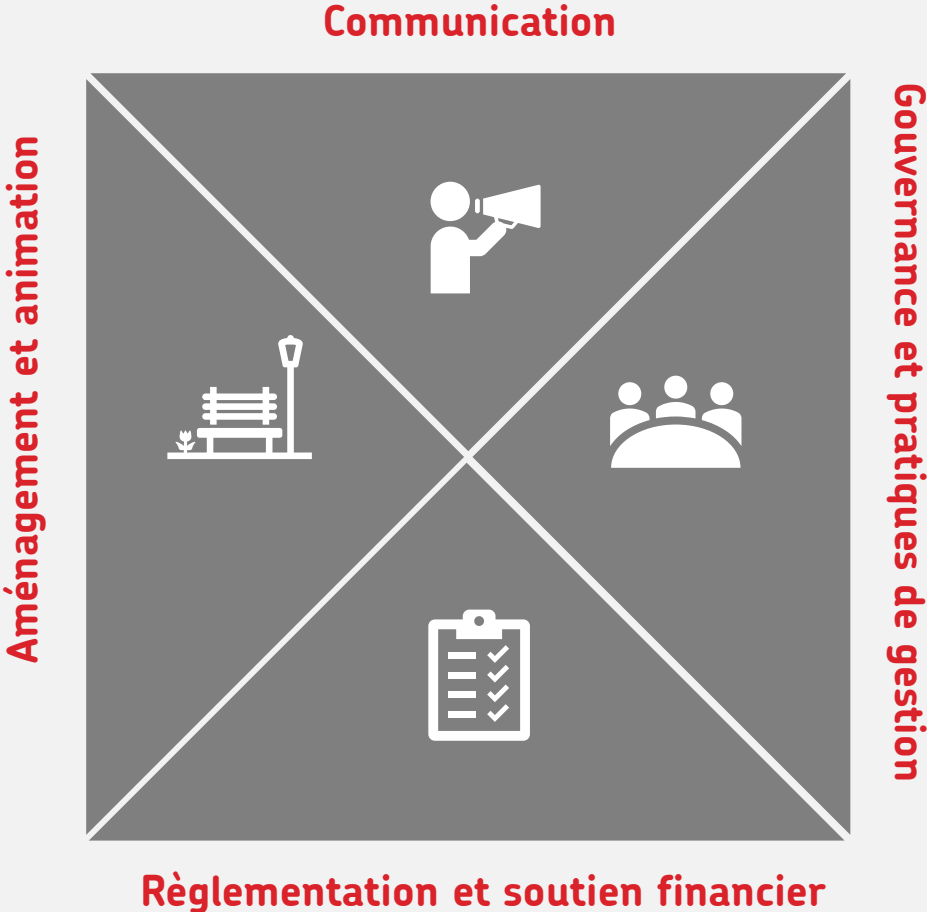 Communication
Aménagement et animation
Gouvernance et pratiques de gestion
Règlementation et soutien financier